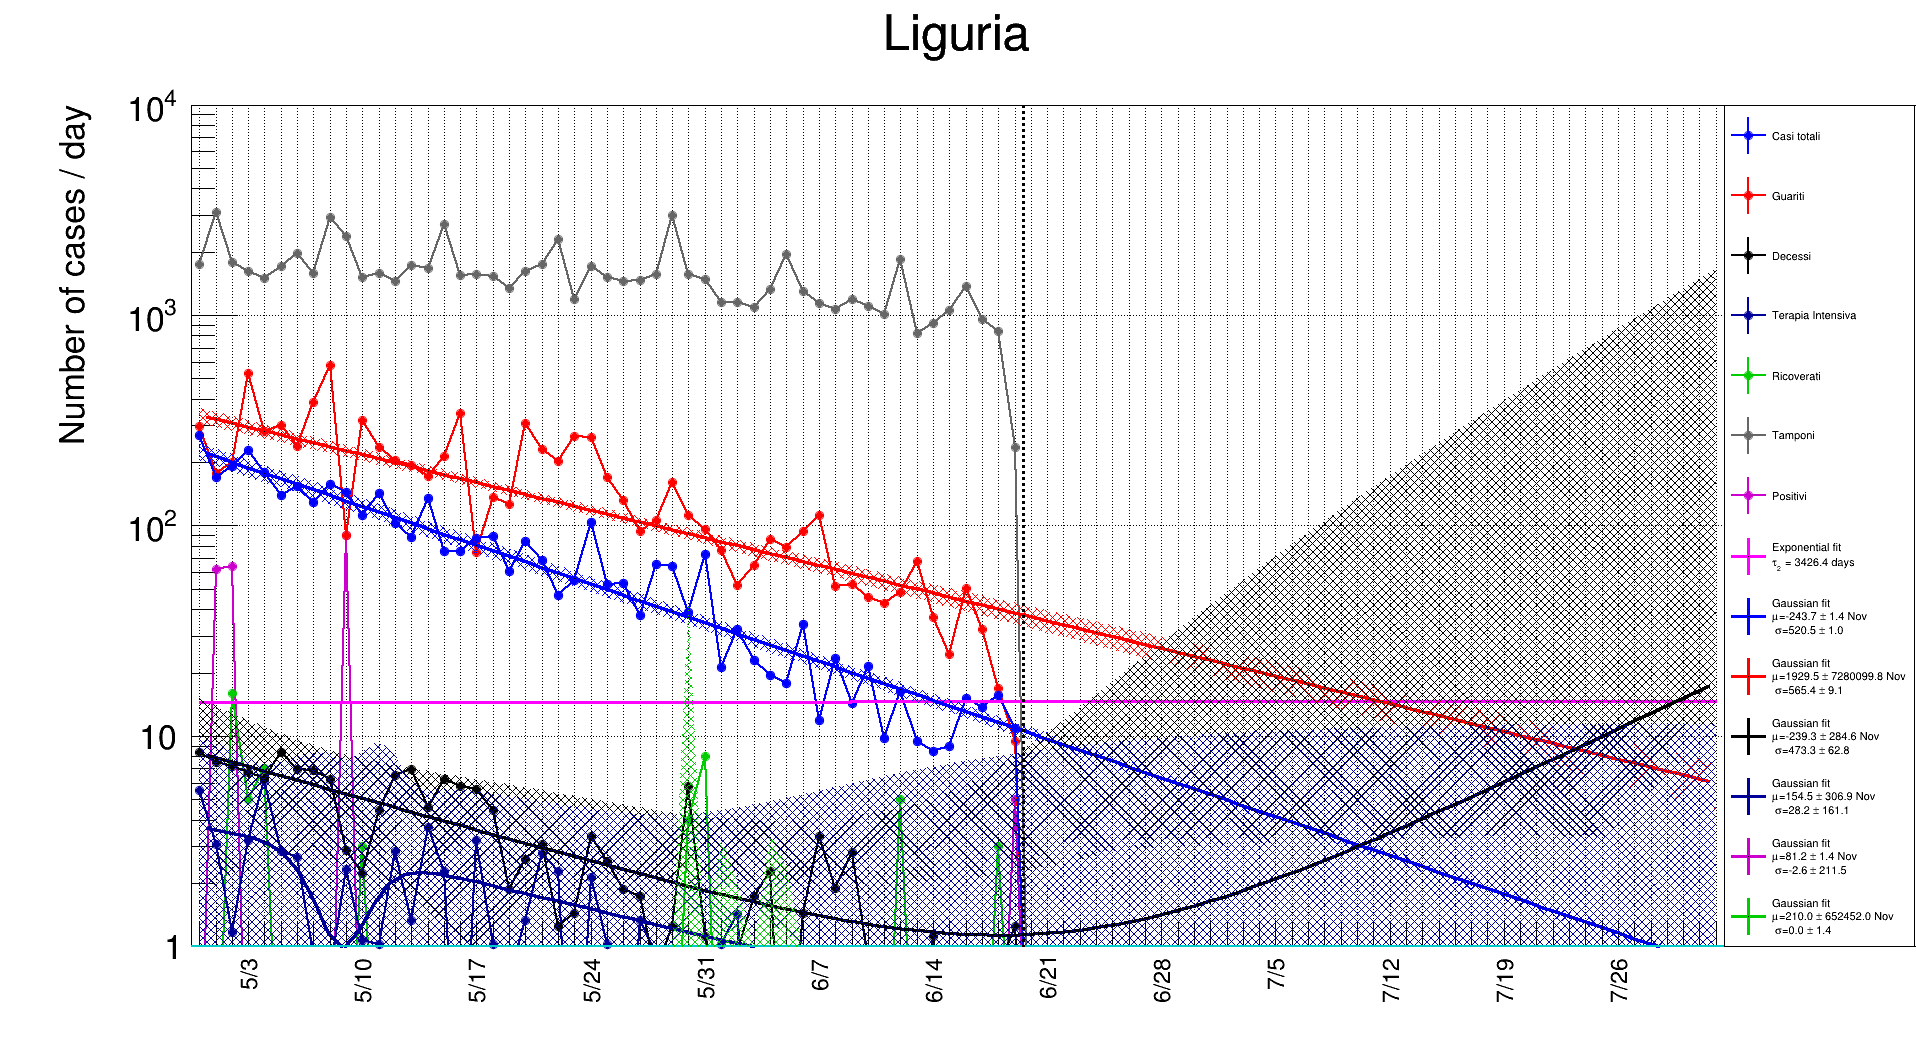 Liguria
Number of cases / day
10⁴
10³
10²
10
1
5/3
5/10
5/17
5/24
5/31
6/7
6/14
6/21
6/28
7/5
7/12
7/19
7/26
Casi totali
Guariti
Decessi
Terapia Intensiva
Ricoverati
Tamponi
Positivi
Exponential fit
τ₂ = 3426.4 days
Gaussian fit
μ=-243.7 ± 1.4 Nov
σ=520.5 ± 1.0
Gaussian fit
μ=1929.5 ± 7280099.8 Nov
σ=565.4 ± 9.1
Gaussian fit
μ=-239.3 ± 284.6 Nov
σ=473.3 ± 62.8
Gaussian fit
μ=154.5 ± 306.9 Nov
σ=28.2 ± 161.1
Gaussian fit
μ=81.2 ± 1.4 Nov
σ=-2.6 ± 211.5
Gaussian fit
μ=210.0 ± 652452.0 Nov
σ=0.0 ± 1.4